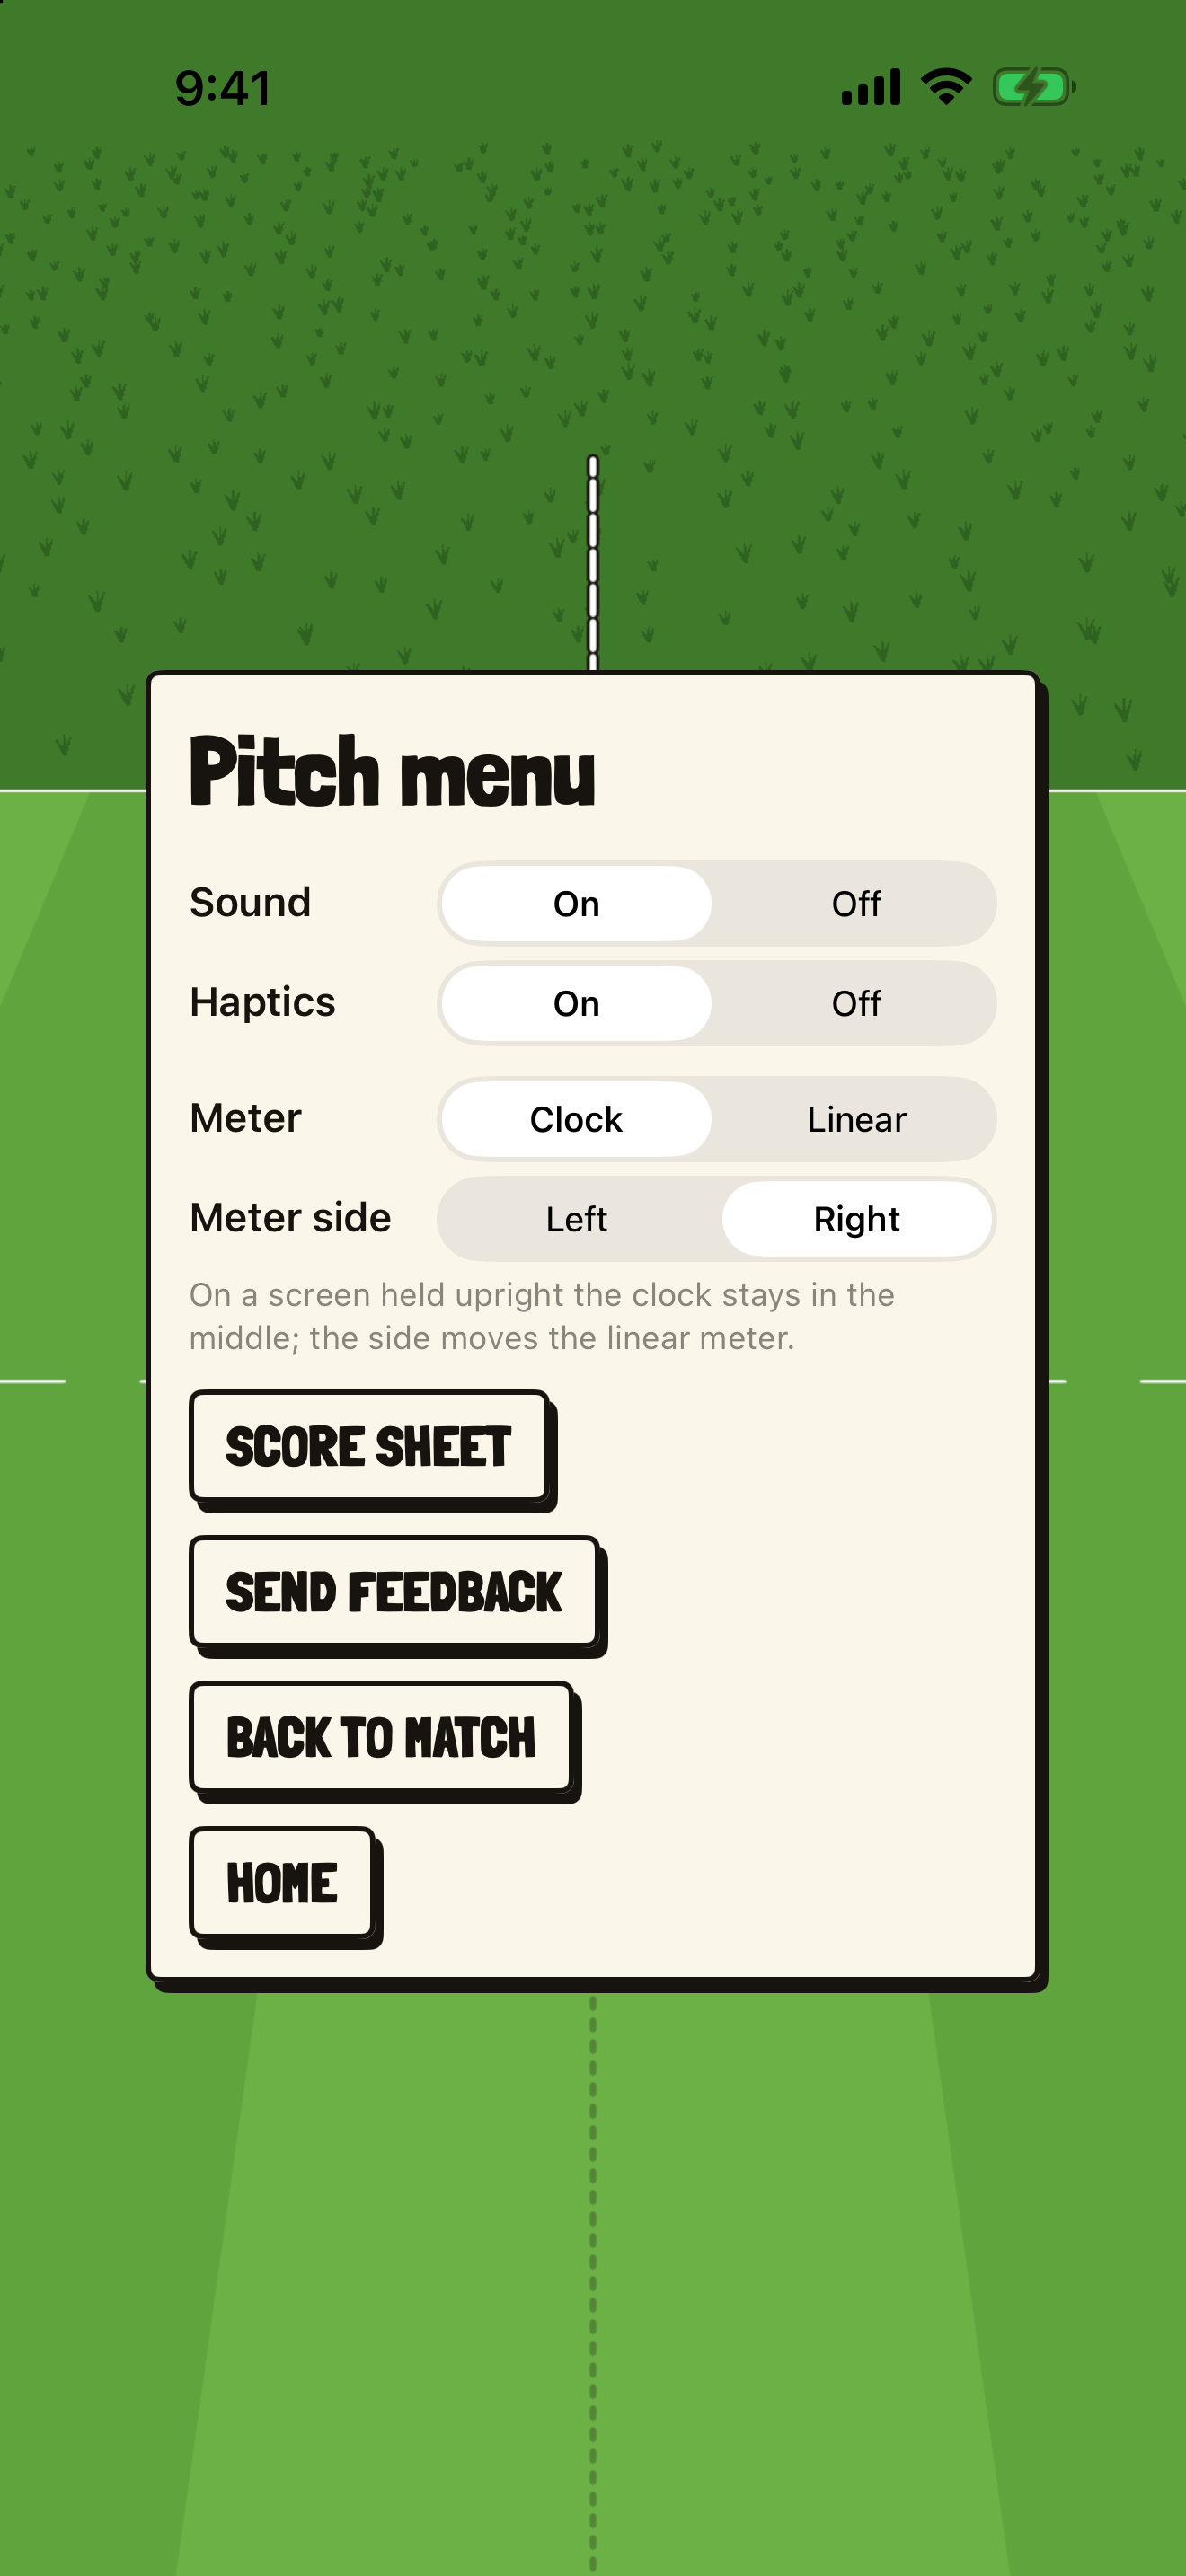 9:41
Pitch menu
Sound On Off
Haptics On Off
Meter Clock Linear
Meter side Left Right
On a screen held upright the clock stays in the
middle; the side moves the linear meter.
SCORE SHEET
SEND FEEDBACK
BACK TO MATCH
HOME